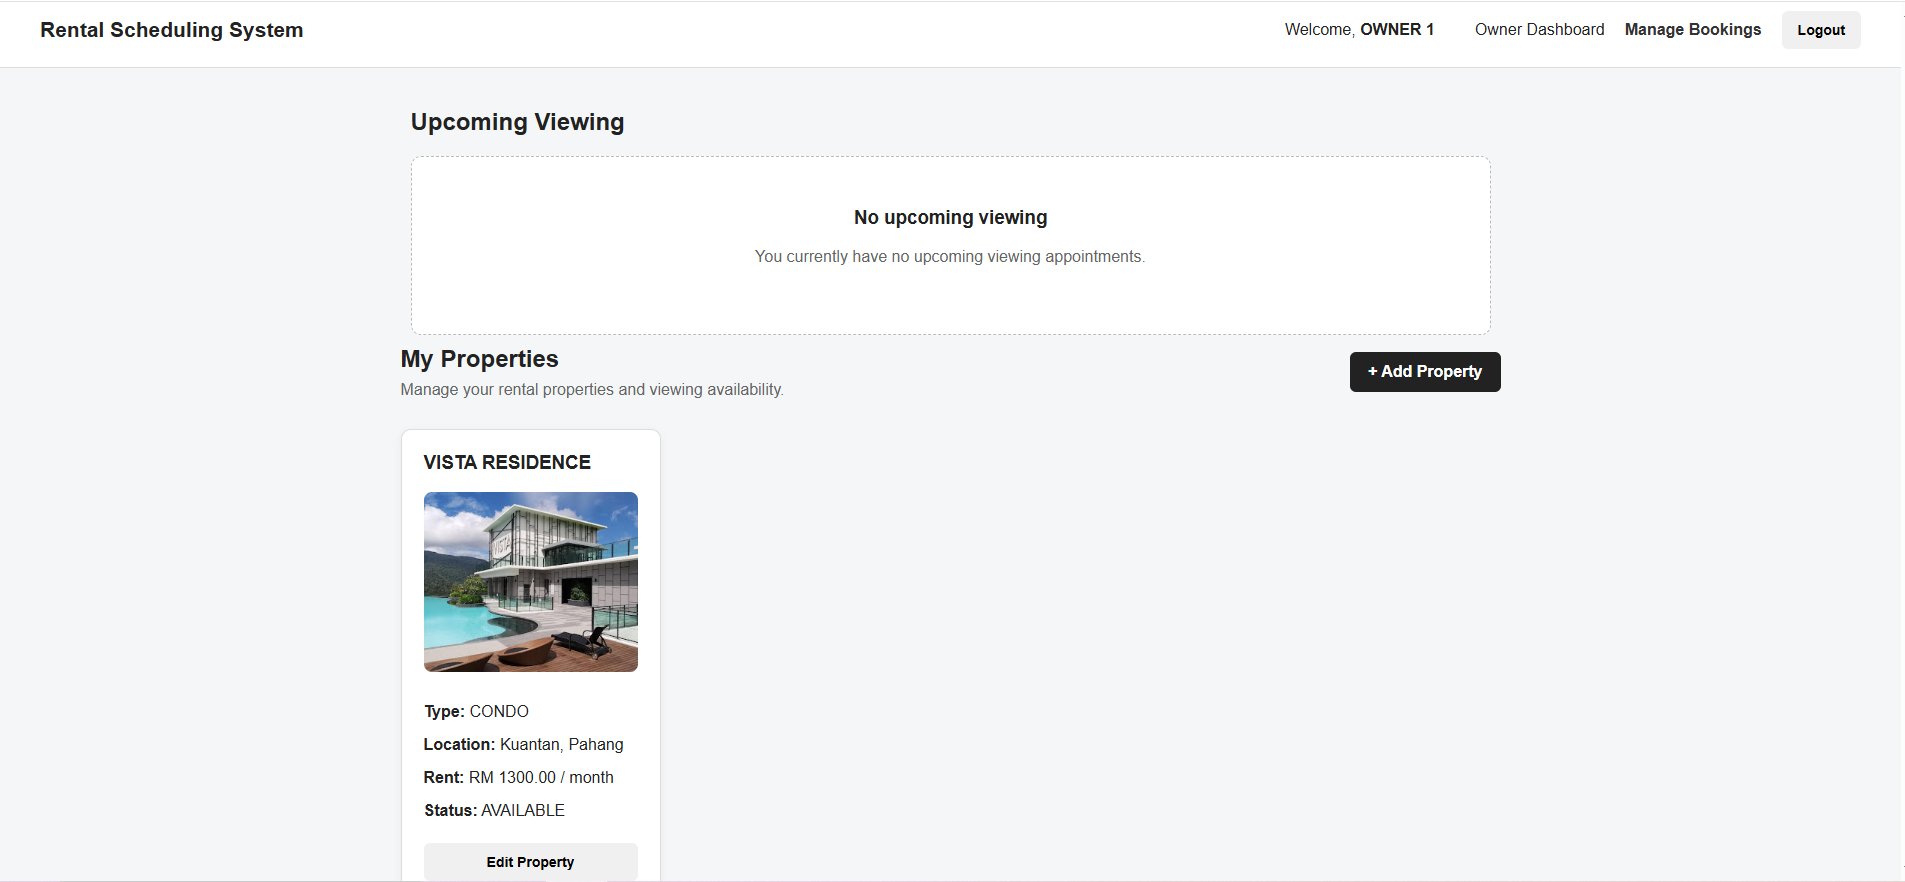 Rental Scheduling System
Welcome, OWNER 1 Owner Dashboard Manage Bookings Logout
Upcoming Viewing
No upcoming viewing
You currently have no upcoming viewing appointments.
My Properties
+ Add Property
Manage your rental properties and viewing availability.
VISTA RESIDENCE
VISTA
Type: CONDO
Location: Kuantan, Pahang
Rent: RM 1300.00 / month
Status: AVAILABLE
Edit Property